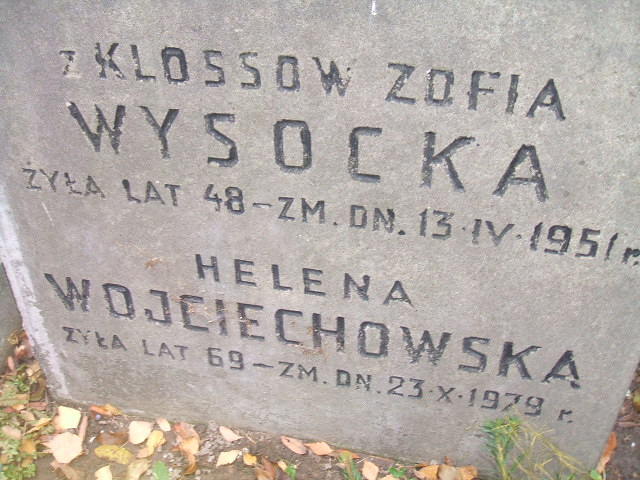 z KLOSSOW ZOFIA
WYSOCKA
ŻYŁA LAT 48 - ZM. DN. 13·IV·1951 r.
HELENA
WOJCIECHOWSKA
ŻYŁA LAT 69 - ZM. DN. 23·X·1979 r.